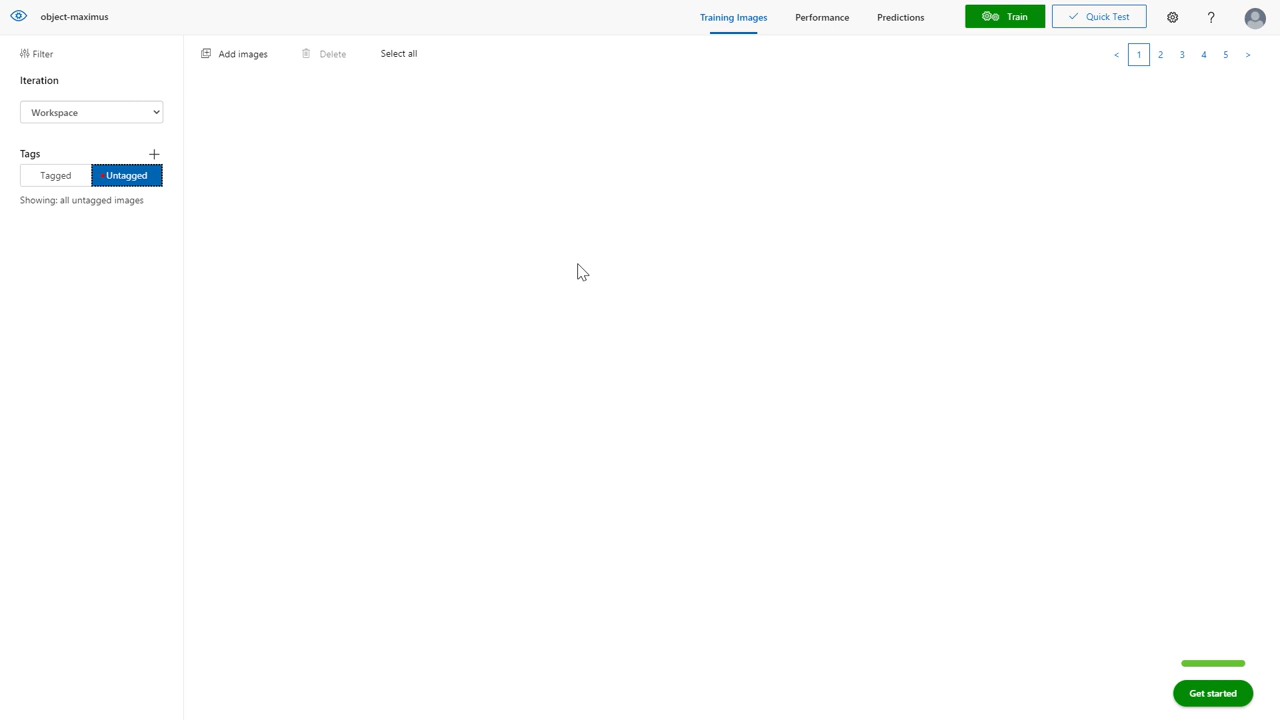 object-maximus
Training Images
Performance
Predictions
Train
Quick Test
?
Filter
Add images
Delete
Select all
< 1 2 3 4 5 >
Iteration
Workspace
Tags
+
Tagged
Untagged
Showing: all untagged images
Get started